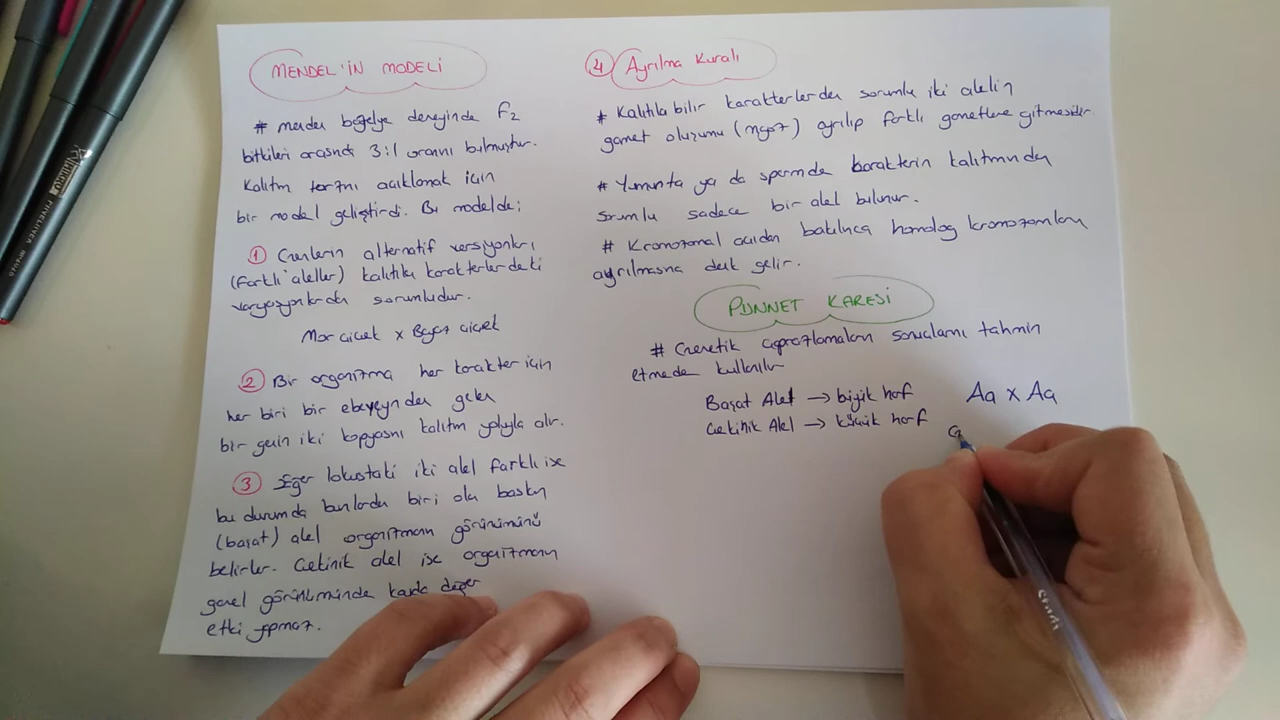 MENDEL'İN MODELİ
# mendel bezelye deneyinde F2
bitkileri arasında 3:1 oranını bulmuştur.
Kalıtım tarzını açıklamak için
bir model geliştirdi. Bu modelde;
① Genlerin alternatif versiyonları
(farklı aleller) kalıtılan karakterlerdeki
varyasyonlardan sorumludur.
Mor çiçek x Beyaz çiçek
② Bir organizma her karakter için
her biri bir ebeveynden gelen
bir genin iki kopyasını kalıtım yoluyla alır.
③ Eğer lokustaki iki alel farklı ise
bu durumda bunlardan biri olan baskın
(başat) alel organizmanın görünümünü
belirler. Çekinik alel ise organizmanın
genel görünümünde kayda değer
etki yapmaz.
④ Ayrılma Kuralı
# Kalıtılabilir karakterlerden sorumlu iki alelin
gamet oluşumu (mayoz) ayrılıp farklı gametlere gitmesidir.
# Yumurta ya da spermde karakterin kalıtımından
sorumlu sadece bir alel bulunur.
# Kromozomal açıdan bakılınca homolog kromozomların
ayrılmasına denk gelir.
PUNNET KARESİ
# Genetik çaprazlamaların sonuçlarını tahmin
etmede kullanılır
Başat Alel → büyük harf
Çekinik Alel → küçük harf
Aa x Aa